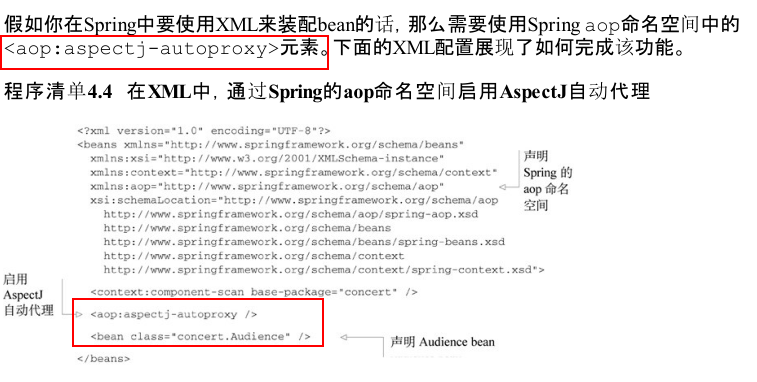 假如你在Spring中要使用XML来装配bean的话，那么需要使用Spring aop命名空间中的
<aop:aspectj-autoproxy>元素。下面的XML配置展现了如何完成该功能。
程序清单4.4 在XML中，通过Spring的aop命名空间启用AspectJ自动代理
<?xml version="1.0" encoding="UTF-8"?>
<beans xmlns="http://www.springframework.org/schema/beans"
xmlns:xsi="http://www.w3.org/2001/XMLSchema-instance"
xmlns:context="http://www.springframework.org/schema/context"
xmlns:aop="http://www.springframework.org/schema/aop"
xsi:schemaLocation="http://www.springframework.org/schema/aop
http://www.springframework.org/schema/aop/spring-aop.xsd
http://www.springframework.org/schema/beans
http://www.springframework.org/schema/beans/spring-beans.xsd
http://www.springframework.org/schema/context
http://www.springframework.org/schema/context/spring-context.xsd">
声明
Spring 的
aop 命名
空间
<context:component-scan base-package="concert" />
启用
AspectJ
自动代理
<aop:aspectj-autoproxy />
<bean class="concert.Audience" />
声明 Audience bean
</beans>